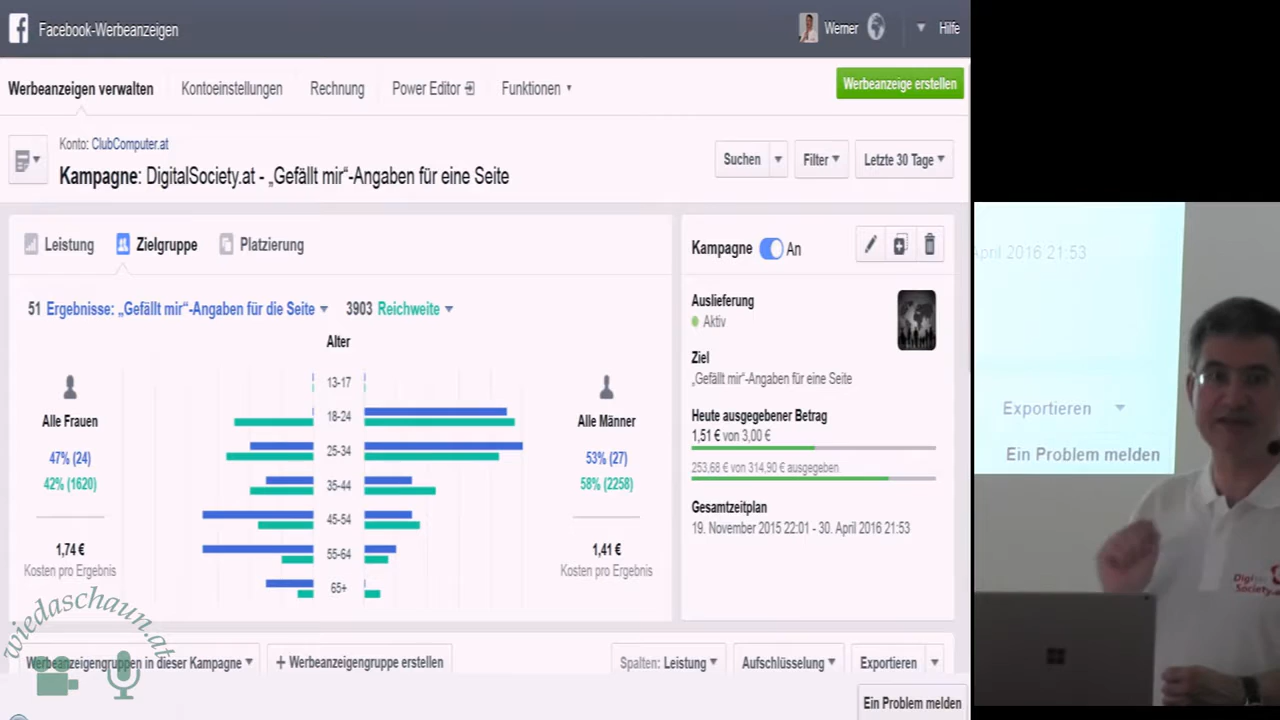 Facebook-Werbeanzeigen
Werner
Hilfe
Werbeanzeigen verwalten
Kontoeinstellungen
Rechnung
Power Editor
Funktionen
Werbeanzeige erstellen
Konto: ClubComputer.at
Kampagne: DigitalSociety.at - „Gefällt mir“-Angaben für eine Seite
Suchen
Filter
Letzte 30 Tage
Leistung
Zielgruppe
Platzierung
51 Ergebnisse: „Gefällt mir“-Angaben für die Seite
3903 Reichweite
Alter
13-17
18-24
25-34
35-44
45-54
55-64
65+
Alle Frauen
47% (24)
42% (1620)
1,74 €
Kosten pro Ergebnis
Alle Männer
53% (27)
58% (2258)
1,41 €
Kosten pro Ergebnis
Kampagne An
Auslieferung
Aktiv
Ziel
„Gefällt mir“-Angaben für eine Seite
Heute ausgegebener Betrag
1,51 € von 3,00 €
253,68 € von 314,90 € ausgegeben
Gesamtzeitplan
19. November 2015 22:01 - 30. April 2016 21:53
Werbeanzeigengruppen in dieser Kampagne
+ Werbeanzeigengruppe erstellen
Spalten: Leistung
Aufschlüsselung
Exportieren
Ein Problem melden
wiedaschaun.at
April 2016 21:53
Exportieren
Ein Problem melden
Society.at